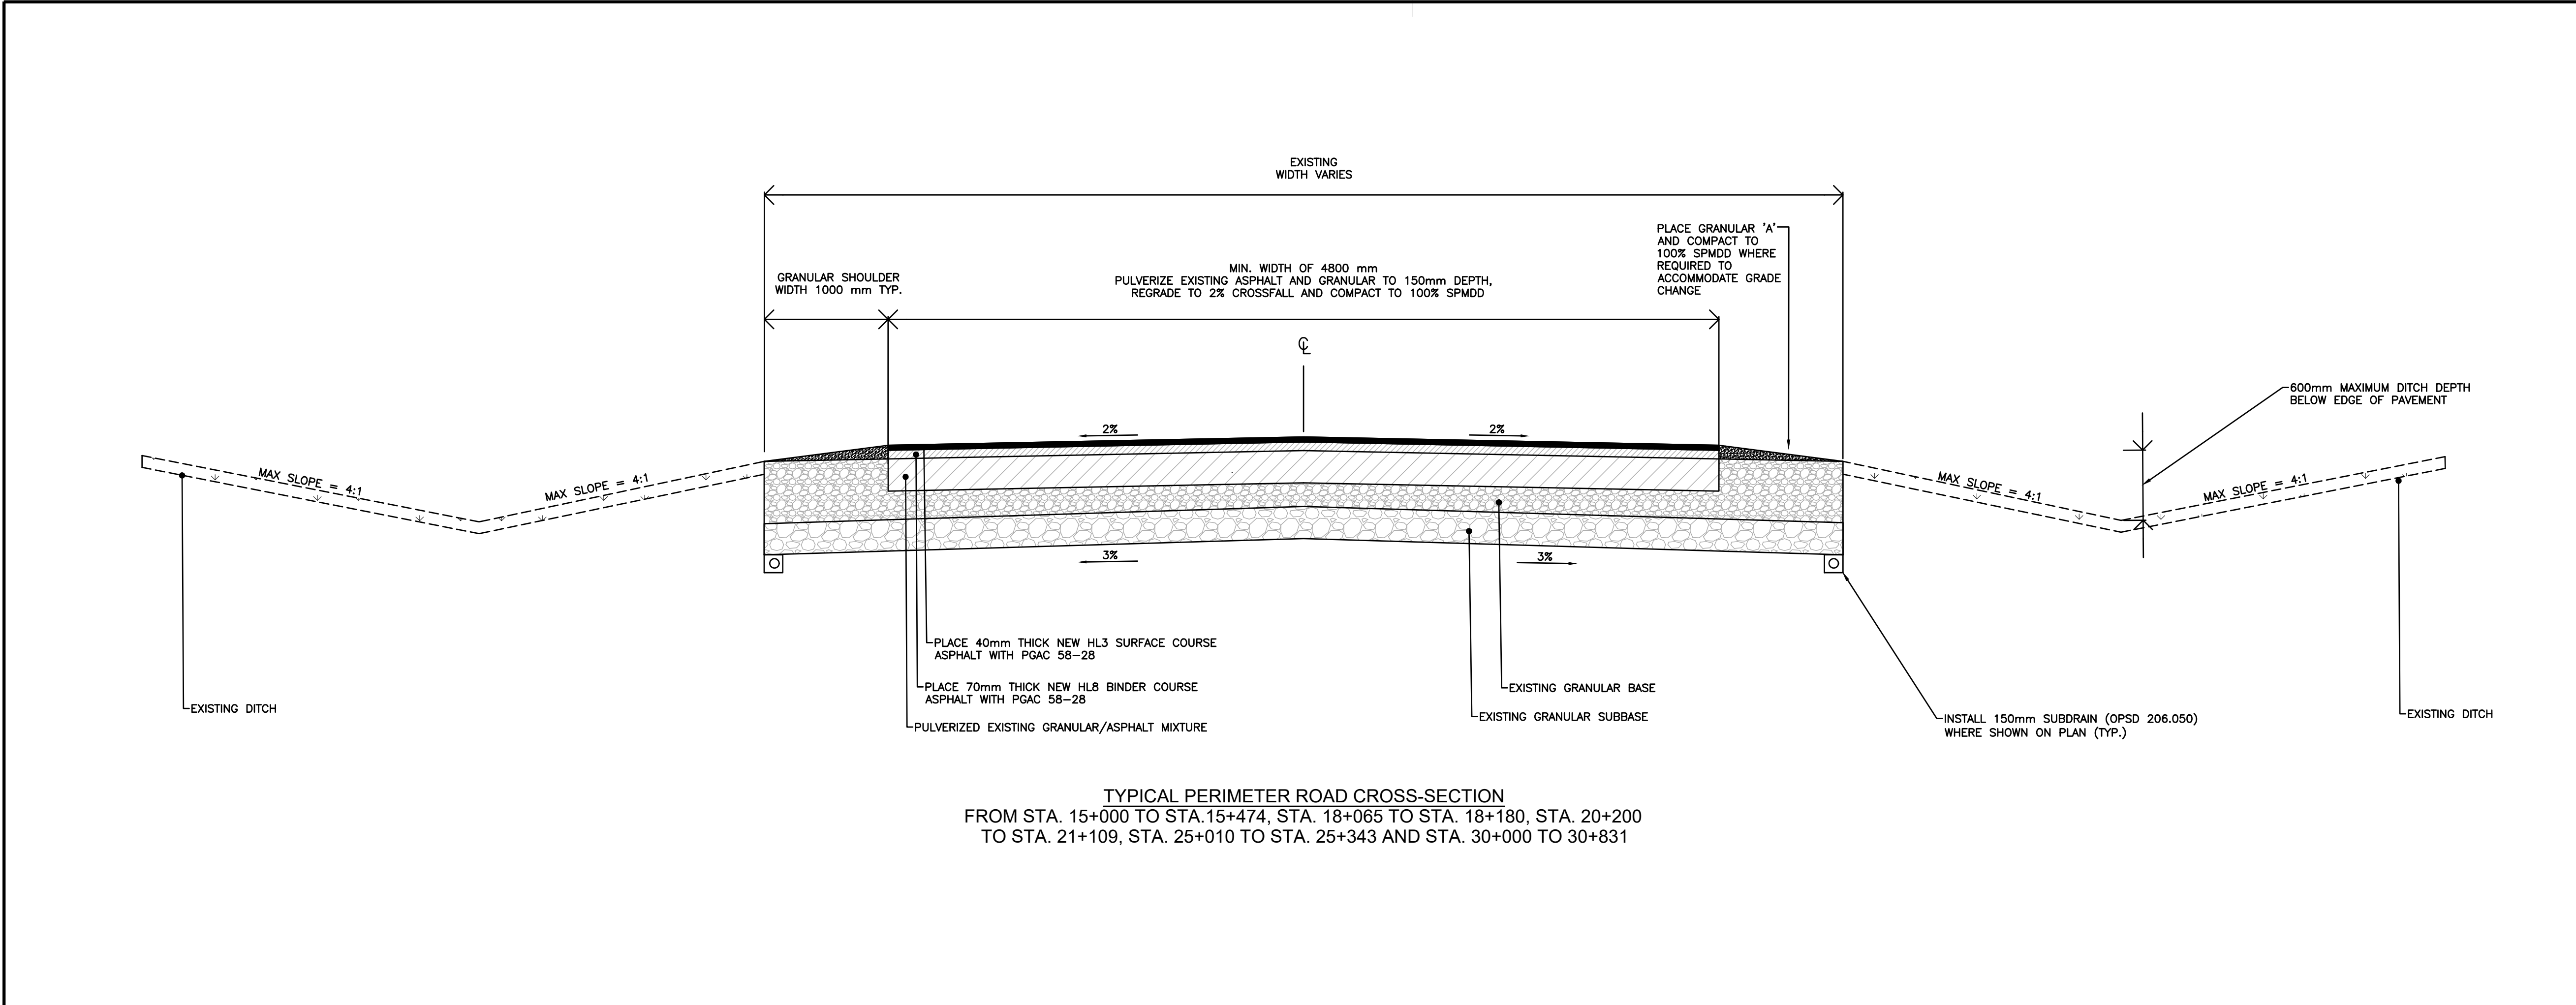 EXISTING
WIDTH VARIES
PLACE GRANULAR 'A'
AND COMPACT TO
100% SPMDD WHERE
REQUIRED TO
ACCOMMODATE GRADE
CHANGE
GRANULAR SHOULDER
WIDTH 1000 mm TYP.
MIN. WIDTH OF 4800 mm
PULVERIZE EXISTING ASPHALT AND GRANULAR TO 150mm DEPTH,
REGRADE TO 2% CROSSFALL AND COMPACT TO 100% SPMDD
℄
600mm MAXIMUM DITCH DEPTH
BELOW EDGE OF PAVEMENT
2%
2%
MAX SLOPE = 4:1
MAX SLOPE = 4:1
MAX SLOPE = 4:1
MAX SLOPE = 4:1
3%
3%
PLACE 40mm THICK NEW HL3 SURFACE COURSE
ASPHALT WITH PGAC 58-28
PLACE 70mm THICK NEW HL8 BINDER COURSE
ASPHALT WITH PGAC 58-28
PULVERIZED EXISTING GRANULAR/ASPHALT MIXTURE
EXISTING GRANULAR BASE
EXISTING GRANULAR SUBBASE
EXISTING DITCH
INSTALL 150mm SUBDRAIN (OPSD 206.050)
WHERE SHOWN ON PLAN (TYP.)
EXISTING DITCH
TYPICAL PERIMETER ROAD CROSS-SECTION
FROM STA. 15+000 TO STA.15+474, STA. 18+065 TO STA. 18+180, STA. 20+200
TO STA. 21+109, STA. 25+010 TO STA. 25+343 AND STA. 30+000 TO 30+831